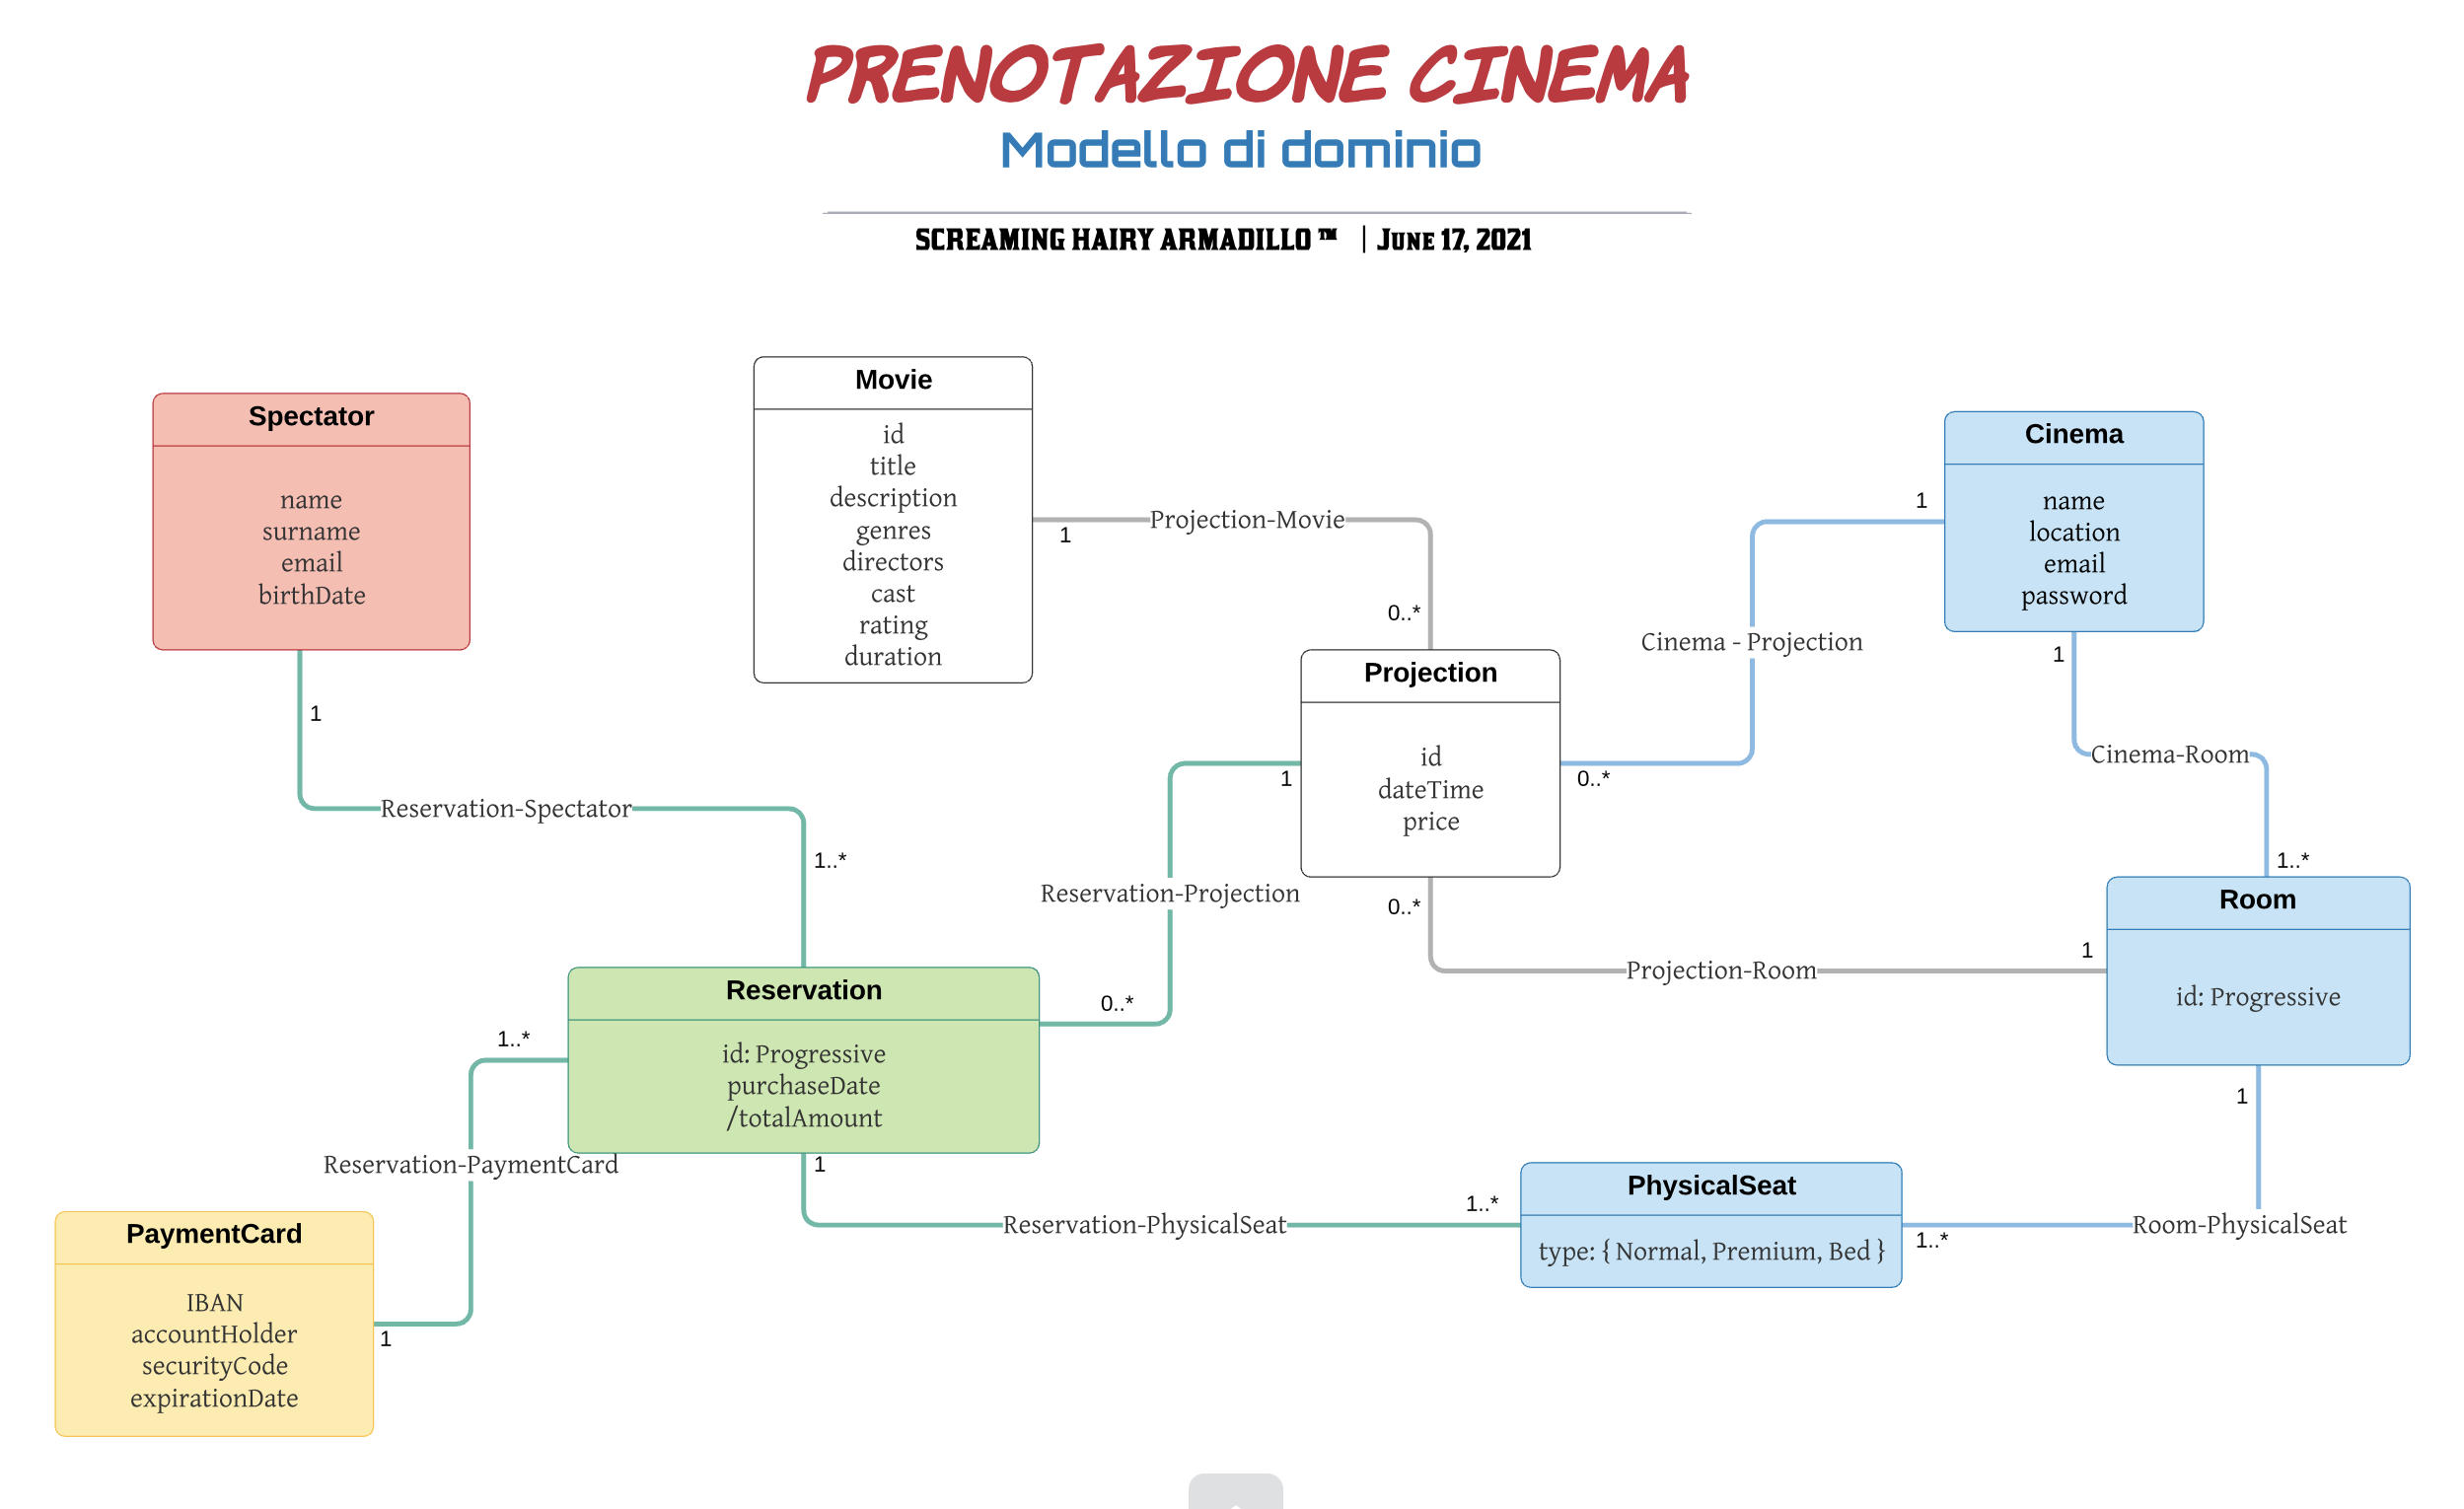 PRENOTAZIONE CINEMA
Modello di dominio
SCREAMING HAIRY ARMADILLO ™ | June 17, 2021
Movie
id
title
description
genres
directors
cast
rating
duration
Spectator
name
surname
email
birthDate
Cinema
name
location
email
password
1
Projection-Movie
0..*
1
Cinema - Projection
0..*
1
Cinema-Room
1..*
Projection
id
dateTime
price
1
Reservation-Spectator
1..*
1
Reservation-Projection
0..*
0..*
Projection-Room
1
Room
id: Progressive
Reservation
id: Progressive
purchaseDate
/totalAmount
1..*
Reservation-PaymentCard
1
1
Reservation-PhysicalSeat
1..*
PhysicalSeat
type: { Normal, Premium, Bed }
1
Room-PhysicalSeat
1..*
PaymentCard
IBAN
accountHolder
securityCode
expirationDate